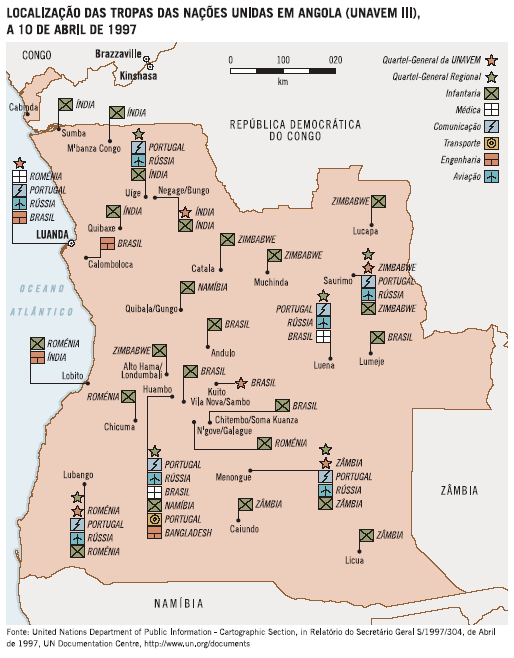 LOCALIZAÇÃO DAS TROPAS DAS NAÇÕES UNIDAS EM ANGOLA (UNAVEM III),
A 10 DE ABRIL DE 1997
CONGO
Brazzaville
Kinshasa
0 50 100 020
km
Quartel-General da UNAVEM
Quartel-General Regional
Infantaria
Médica
Comunicação
Transporte
Engenharia
Aviação
REPÚBLICA DEMOCRÁTICA
DO CONGO
Cabinda
ÍNDIA
Sumba
ÍNDIA
M'banza Congo
PORTUGAL
RÚSSIA
ÍNDIA
Uíge
Negage/Bungo
ÍNDIA
ÍNDIA
ROMÉNIA
PORTUGAL
RÚSSIA
BRASIL
LUANDA
ÍNDIA
Quibaxe
BRASIL
Calomboloca
ZIMBABWE
Lucapa
ZIMBABWE
Catala
ZIMBABWE
Muchinda
Saurimo
ZIMBABWE
PORTUGAL
RÚSSIA
ZIMBABWE
OCEANO
ATLÂNTICO
NAMÍBIA
Quibala/Gungo
PORTUGAL
RÚSSIA
BRASIL
Luena
BRASIL
Andulo
BRASIL
Lumeje
ROMÉNIA
ÍNDIA
Lobito
ZIMBABWE
Alto Hama/
Londumbali
BRASIL
Vila Nova/Sambo
Kuito
BRASIL
Huambo
ROMÉNIA
Chicuma
BRASIL
Chitembo/Soma Kuanza
N'gove/Galague
ROMÉNIA
PORTUGAL
RÚSSIA
BRASIL
NAMÍBIA
PORTUGAL
BANGLADESH
Menongue
ZÂMBIA
PORTUGAL
RÚSSIA
ZÂMBIA
Lubango
ROMÉNIA
PORTUGAL
RÚSSIA
ROMÉNIA
ZÂMBIA
Caiundo
ZÂMBIA
Licua
ZÂMBIA
NAMÍBIA
Fonte: United Nations Department of Public Information - Cartographic Section, in Relatório do Secretário Geral S/1997/304, de Abril
de 1997, UN Documentation Centre, http://www.un.org/documents